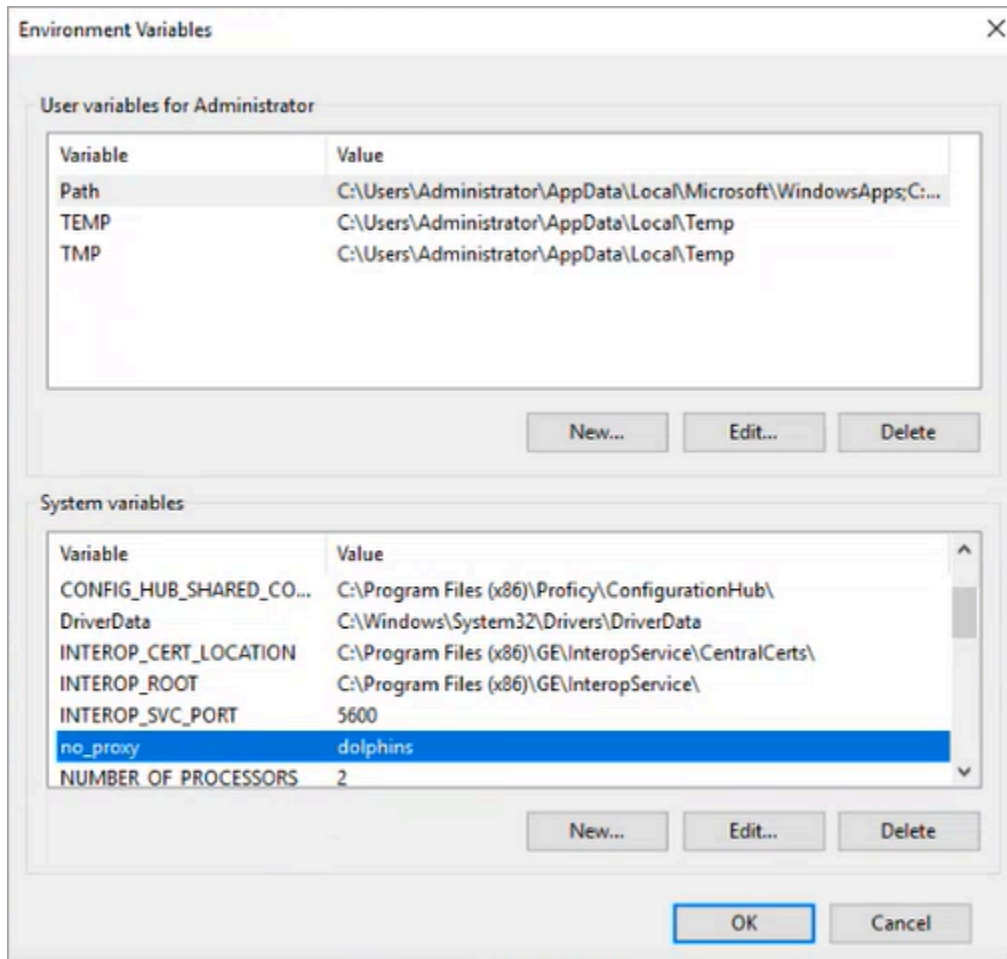 Environment Variables
User variables for Administrator
Variable Value
Path C:\Users\Administrator\AppData\Local\Microsoft\WindowsApps;C:...
TEMP C:\Users\Administrator\AppData\Local\Temp
TMP C:\Users\Administrator\AppData\Local\Temp
New... Edit... Delete
System variables
Variable Value
CONFIG_HUB_SHARED_CO... C:\Program Files (x86)\Proficy\ConfigurationHub\
DriverData C:\Windows\System32\Drivers\DriverData
INTEROP_CERT_LOCATION C:\Program Files (x86)\GE\InteropService\CentralCerts\
INTEROP_ROOT C:\Program Files (x86)\GE\InteropService\
INTEROP_SVC_PORT 5600
no_proxy dolphins
NUMBER_OF_PROCESSORS 2
New... Edit... Delete
OK Cancel